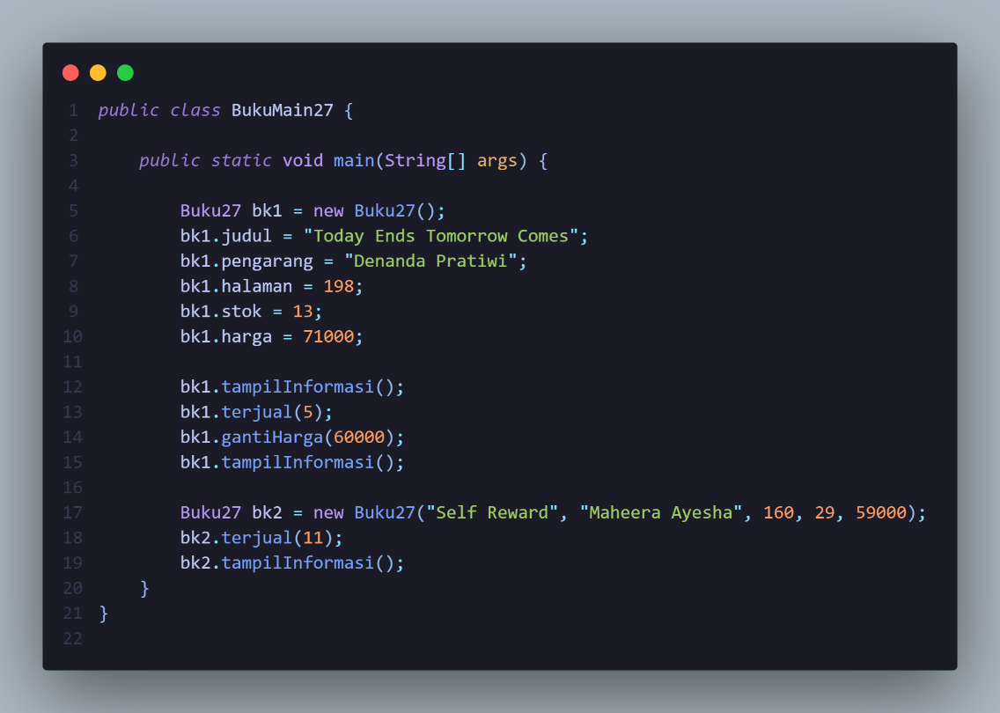 1 public class BukuMain27 {
2
3     public static void main(String[] args) {
4
5         Buku27 bk1 = new Buku27();
6         bk1.judul = "Today Ends Tomorrow Comes";
7         bk1.pengarang = "Denanda Pratiwi";
8         bk1.halaman = 198;
9         bk1.stok = 13;
10         bk1.harga = 71000;
11
12         bk1.tampilInformasi();
13         bk1.terjual(5);
14         bk1.gantiHarga(60000);
15         bk1.tampilInformasi();
16
17         Buku27 bk2 = new Buku27("Self Reward", "Maheera Ayesha", 160, 29, 59000);
18         bk2.terjual(11);
19         bk2.tampilInformasi();
20     }
21 }
22